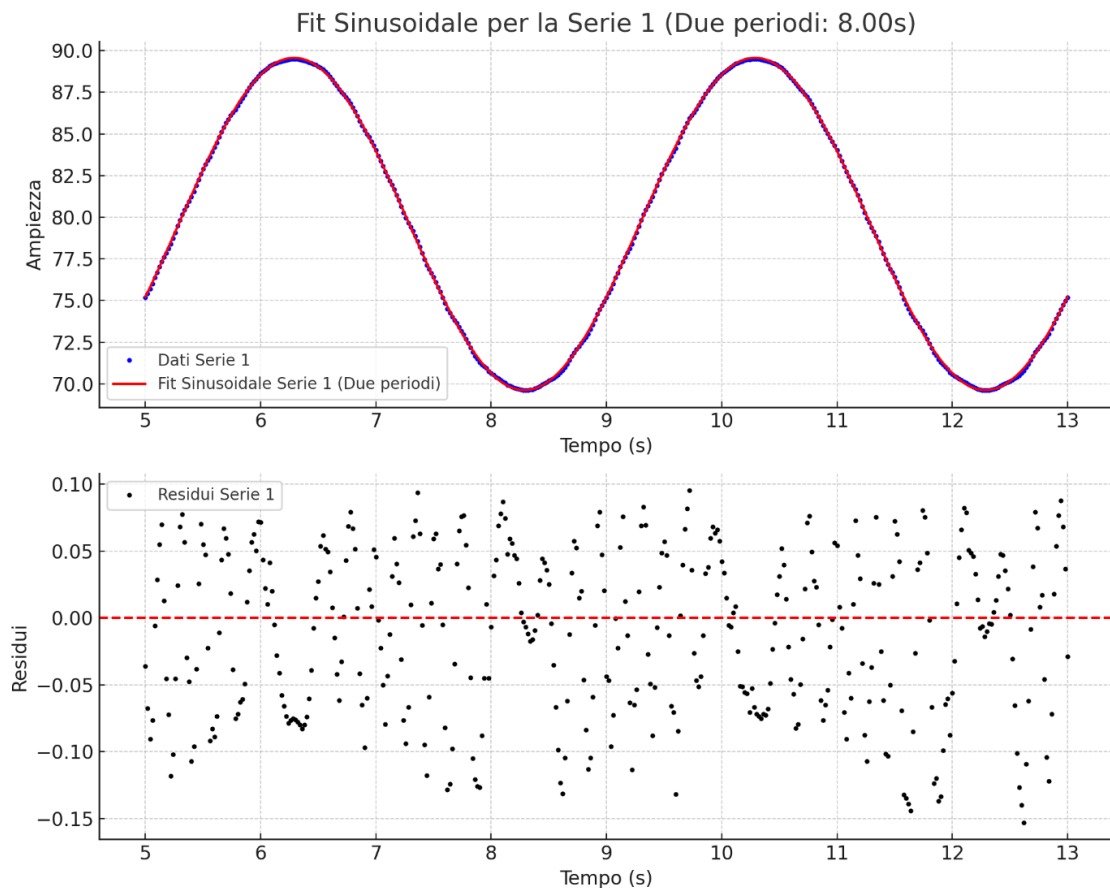 Fit Sinusoidale per la Serie 1 (Due periodi: 8.00s)
90.0
87.5
85.0
82.5
80.0
77.5
75.0
72.5
70.0
Ampiezza
Dati Serie 1
Fit Sinusoidale Serie 1 (Due periodi)
5 6 7 8 9 10 11 12 13
Tempo (s)
Residui Serie 1
0.10
0.05
0.00
−0.05
−0.10
−0.15
Residui
5 6 7 8 9 10 11 12 13
Tempo (s)